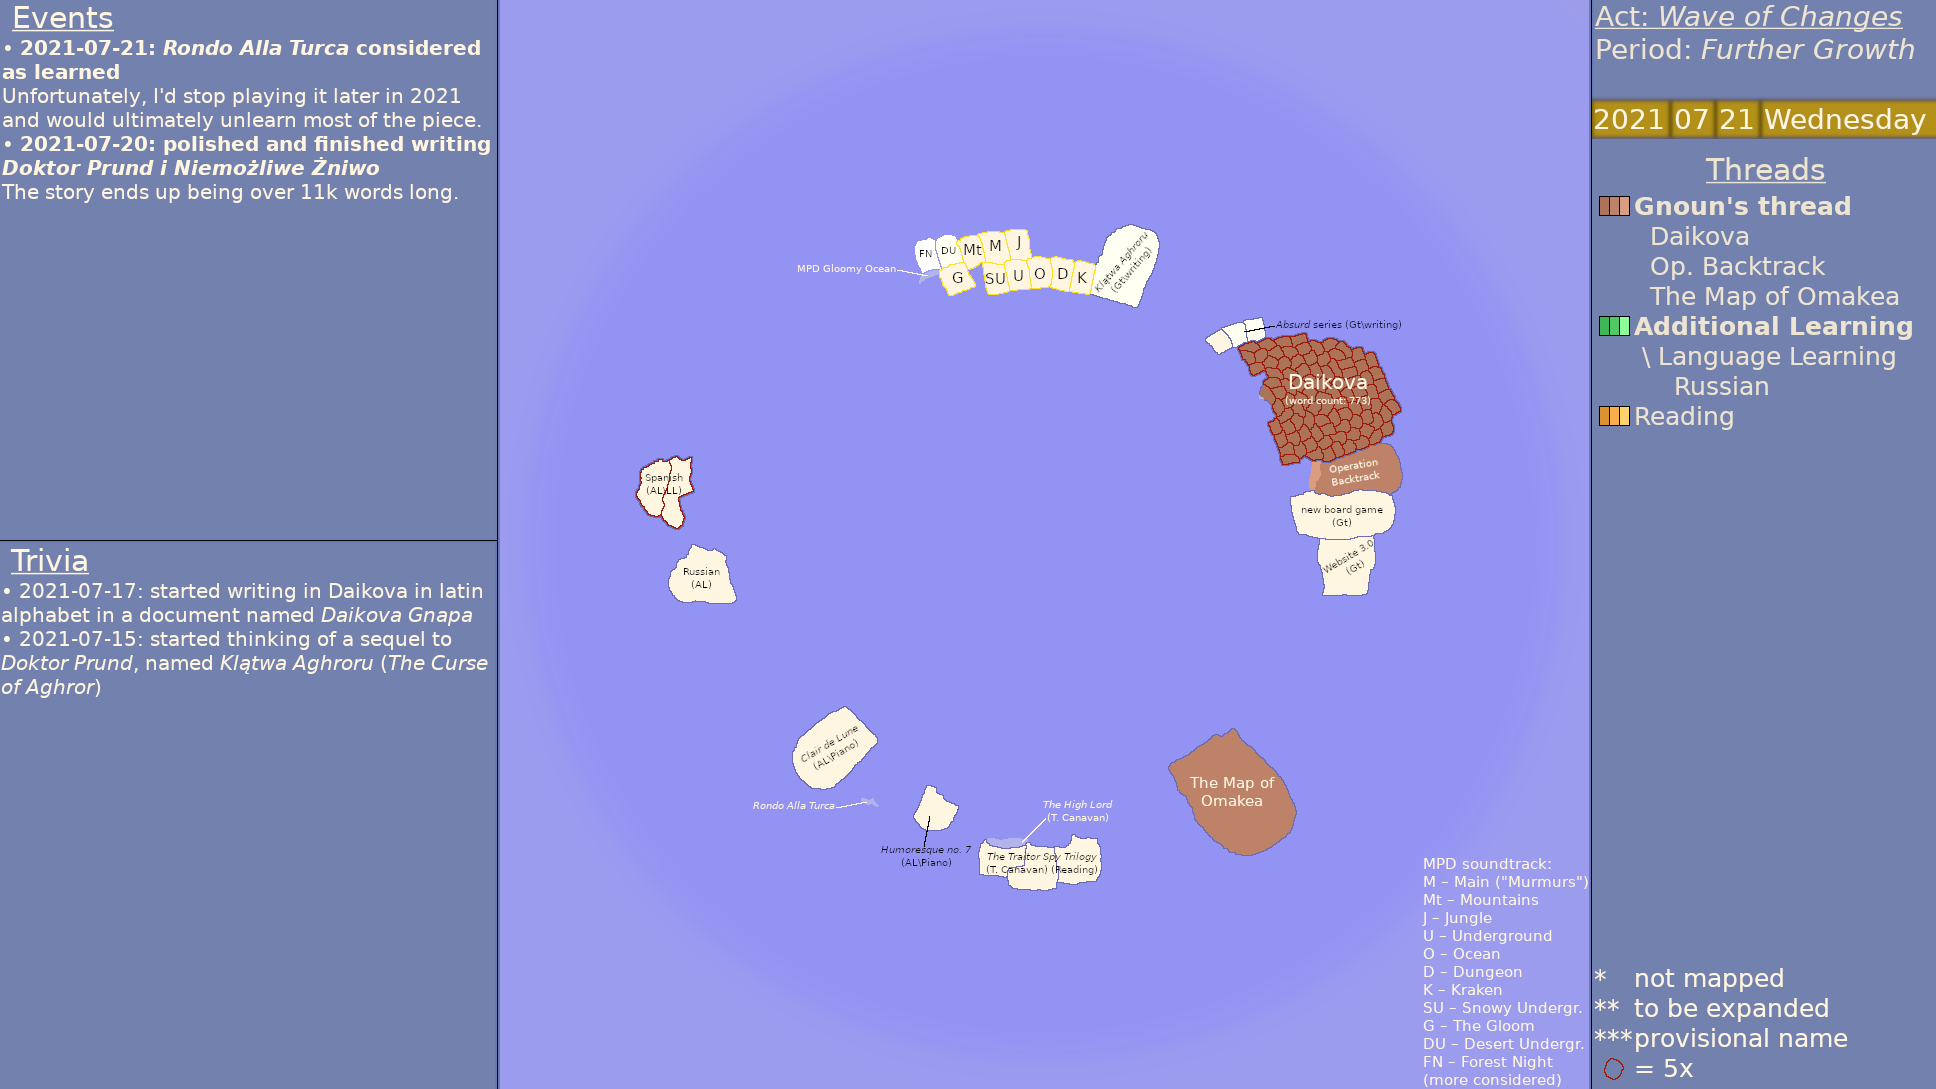 Events
• 2021-07-21: Rondo Alla Turca considered
as learned
Unfortunately, I'd stop playing it later in 2021
and would ultimately unlearn most of the piece.
• 2021-07-20: polished and finished writing
Doktor Prund i Niemożliwe Żniwo
The story ends up being over 11k words long.
Trivia
• 2021-07-17: started writing in Daikova in latin
alphabet in a document named Daikova Gnapa
• 2021-07-15: started thinking of a sequel to
Doktor Prund, named Klątwa Aghroru (The Curse
of Aghror)
FN
DU
Mt
M
J
MPD Gloomy Ocean
G
SU
U
O
D
K
Klątwa Aghroru
(Gt\writing)
Absurd series (Gt\writing)
Daikova
(word count: 773)
Operation
Backtrack
new board game
(Gt)
Website 3.0
(Gt)
Spanish
(AL\LL)
Russian
(AL)
Clair de Lune
(AL\Piano)
Rondo Alla Turca
Humoresque no. 7
(AL\Piano)
The High Lord
(T. Canavan)
The Traitor Spy Trilogy
(T. Canavan) (Reading)
The Map of
Omakea
MPD soundtrack:
M – Main ("Murmurs")
Mt – Mountains
J – Jungle
U – Underground
O – Ocean
D – Dungeon
K – Kraken
SU – Snowy Undergr.
G – The Gloom
DU – Desert Undergr.
FN – Forest Night
(more considered)
Act: Wave of Changes
Period: Further Growth
2021 07 21 Wednesday
Threads
Gnoun's thread
Daikova
Op. Backtrack
The Map of Omakea
Additional Learning
\ Language Learning
Russian
Reading
* not mapped
** to be expanded
*** provisional name
= 5x